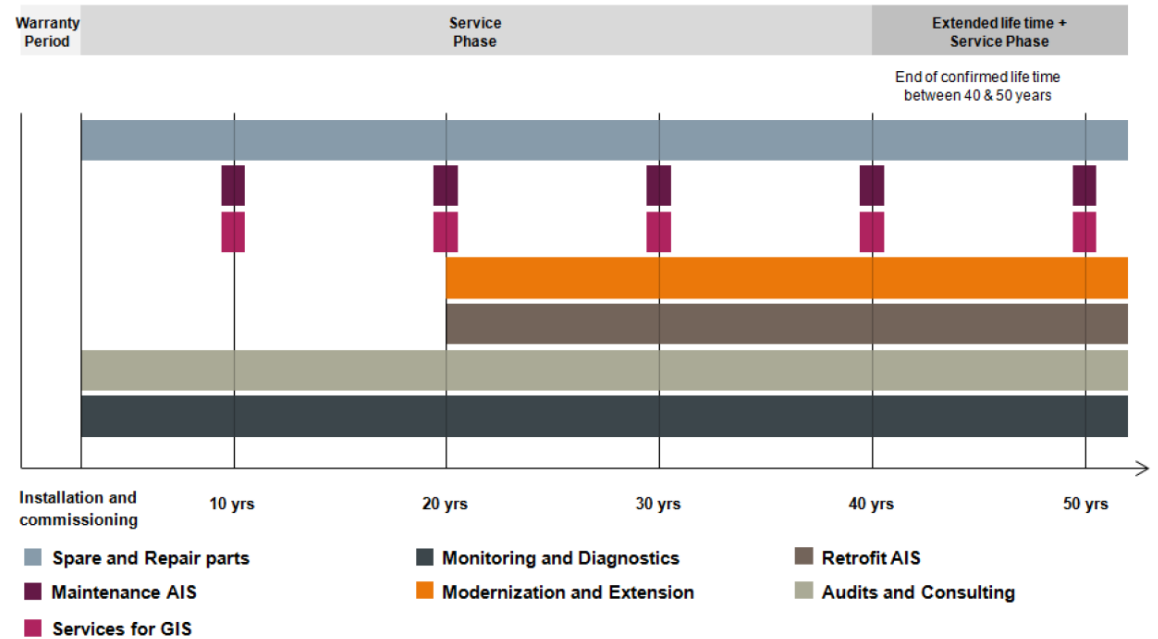 Warranty
Period
Service
Phase
Extended life time +
Service Phase
End of confirmed life time
between 40 & 50 years
Installation and
commissioning
10 yrs
20 yrs
30 yrs
40 yrs
50 yrs
Spare and Repair parts
Monitoring and Diagnostics
Retrofit AIS
Maintenance AIS
Modernization and Extension
Audits and Consulting
Services for GIS